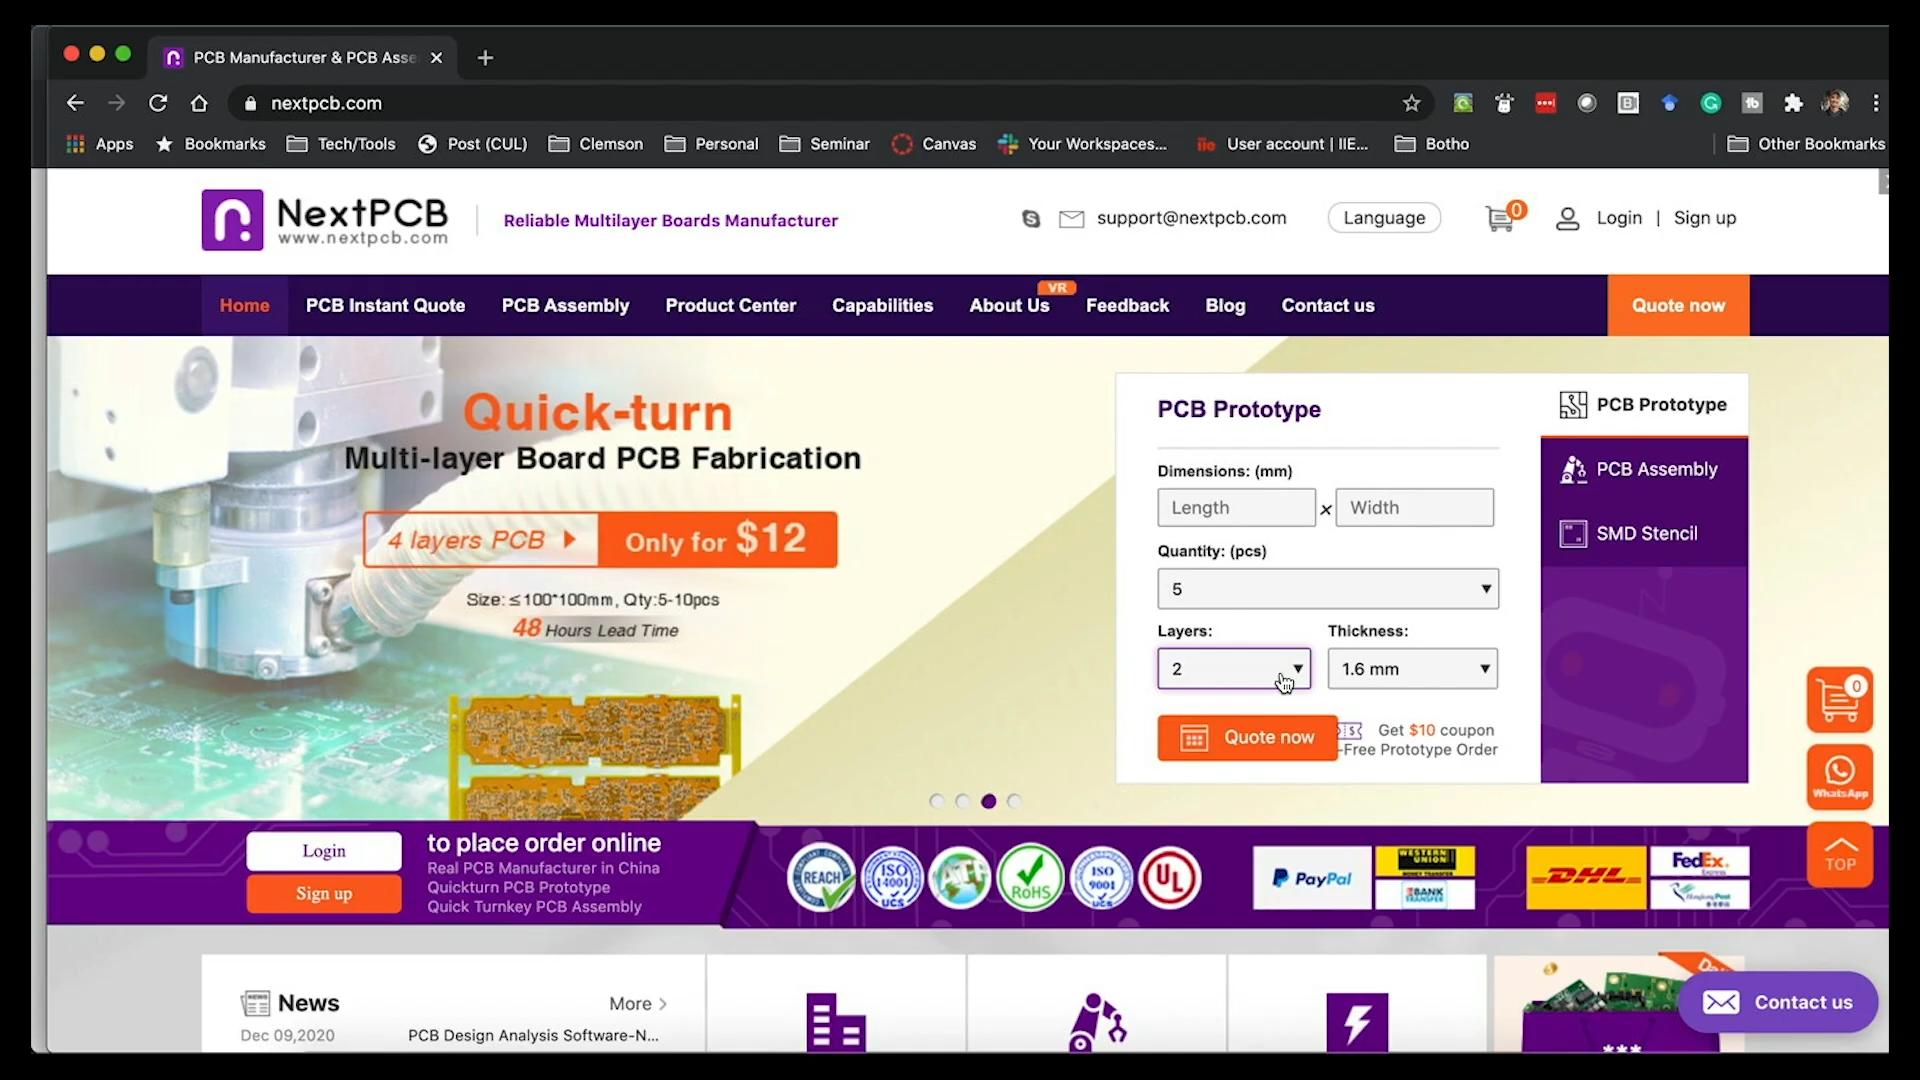 PCB Manufacturer & PCB Asse
nextpcb.com
Apps
Bookmarks
Tech/Tools
Post (CUL)
Clemson
Personal
Seminar
Canvas
Your Workspaces...
User account | IIE...
Botho
Other Bookmarks
NextPCB
www.nextpcb.com
Reliable Multilayer Boards Manufacturer
support@nextpcb.com
Language
0
Login | Sign up
Home
PCB Instant Quote
PCB Assembly
Product Center
Capabilities
About Us
VR
Feedback
Blog
Contact us
Quote now
Quick-turn
Multi-layer Board PCB Fabrication
4 layers PCB
Only for $12
Size: ≤100*100mm, Qty:5-10pcs
48 Hours Lead Time
PCB Prototype
Dimensions: (mm)
Length × Width
Quantity: (pcs)
5
Layers: Thickness:
2 1.6 mm
Quote now
Get $10 coupon
-Free Prototype Order
PCB Prototype
PCB Assembly
SMD Stencil
0
WhatsApp
TOP
Login
Sign up
to place order online
Real PCB Manufacturer in China
Quickturn PCB Prototype
Quick Turnkey PCB Assembly
REACH
ISO
14001
UCS
RoHS
ISO
9001
UCS
UL
PayPal
WESTERN
UNION
MONEY TRANSFER
BANK
TRANSFER
DHL
FedEx
Express
Hongkong Post
News
More
Dec 09,2020
PCB Design Analysis Software-N...
Contact us